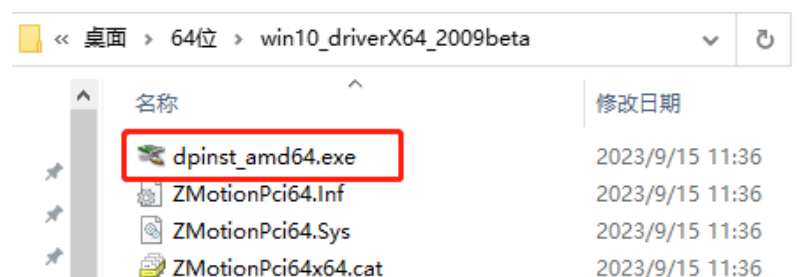 « 桌面 › 64位 › win10_driverX64_2009beta
名称 修改日期
dpinst_amd64.exe 2023/9/15 11:36
ZMotionPci64.Inf 2023/9/15 11:36
ZMotionPci64.Sys 2023/9/15 11:36
ZMotionPci64x64.cat 2023/9/15 11:36